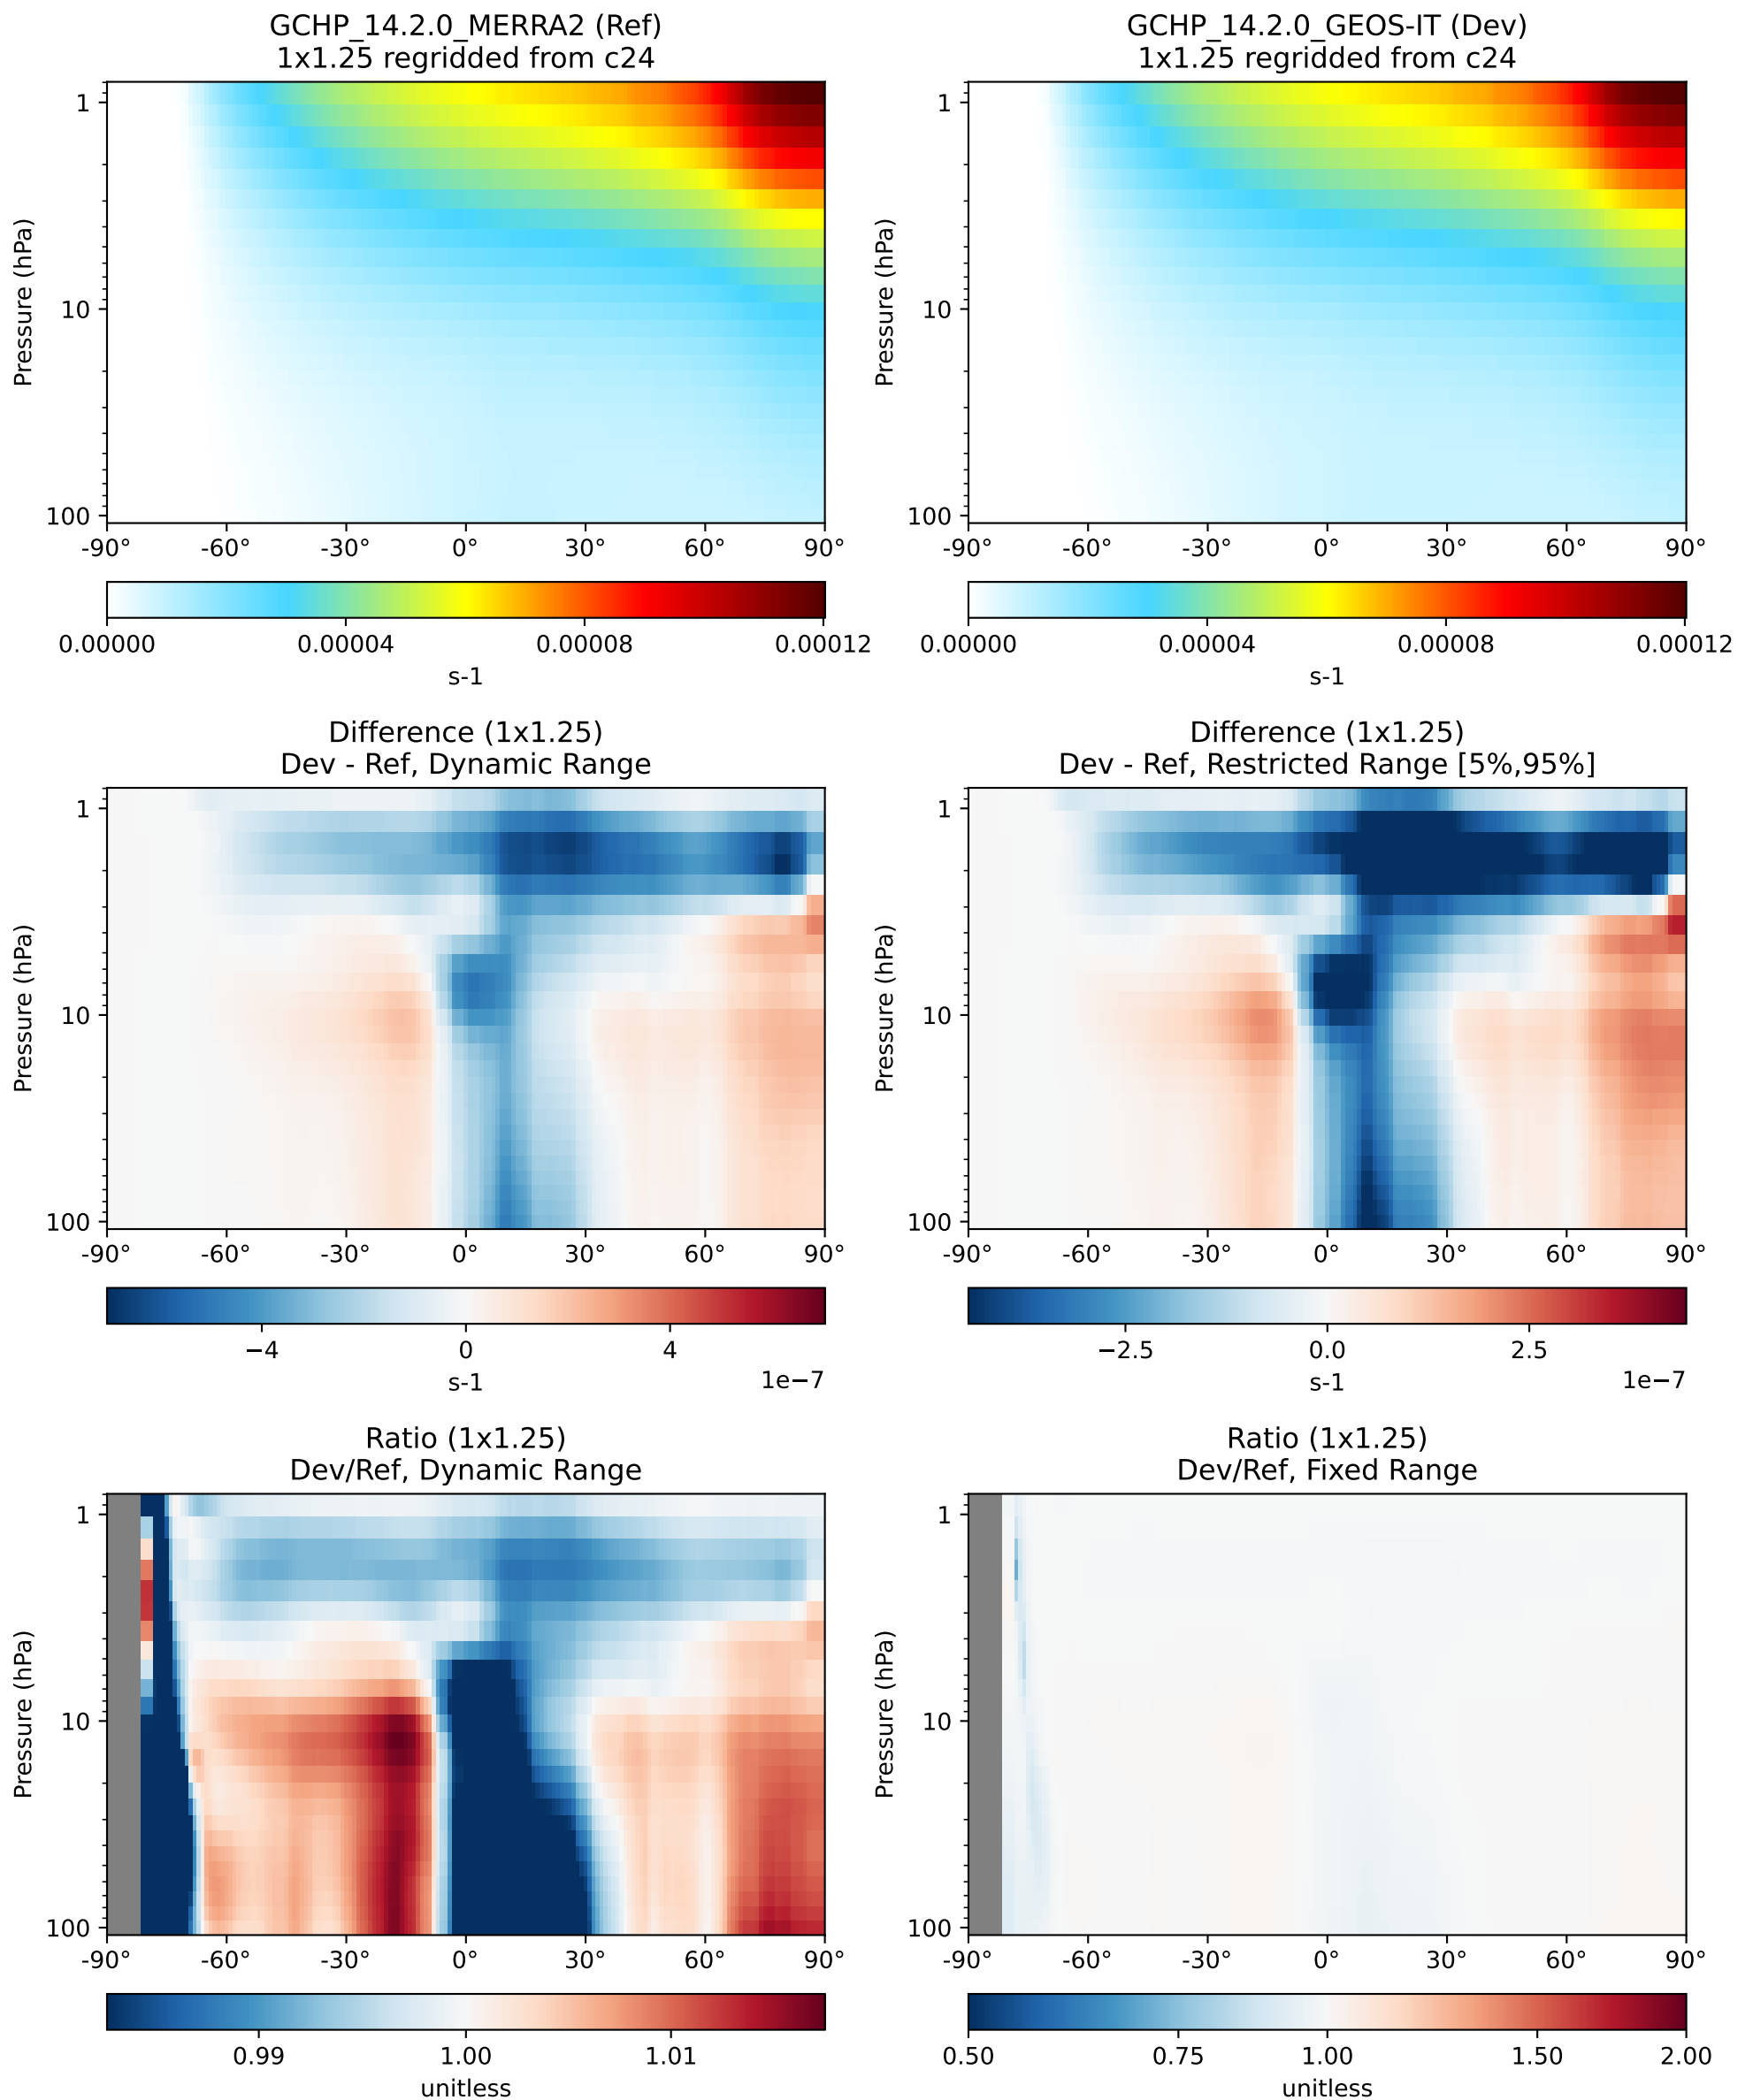 GCHP_14.2.0_MERRA2 (Ref)
1x1.25 regridded from c24
Pressure (hPa)
1
10
100
-90° -60° -30° 0° 30° 60° 90°
0.00000 0.00004 0.00008 0.00012
s-1
GCHP_14.2.0_GEOS-IT (Dev)
1x1.25 regridded from c24
Pressure (hPa)
1
10
100
-90° -60° -30° 0° 30° 60° 90°
0.00000 0.00004 0.00008 0.00012
s-1
Difference (1x1.25)
Dev - Ref, Dynamic Range
Pressure (hPa)
1
10
100
-90° -60° -30° 0° 30° 60° 90°
−4 0 4
s-1 1e−7
Difference (1x1.25)
Dev - Ref, Restricted Range [5%,95%]
Pressure (hPa)
1
10
100
-90° -60° -30° 0° 30° 60° 90°
−2.5 0.0 2.5
s-1 1e−7
Ratio (1x1.25)
Dev/Ref, Dynamic Range
Pressure (hPa)
1
10
100
-90° -60° -30° 0° 30° 60° 90°
0.99 1.00 1.01
unitless
Ratio (1x1.25)
Dev/Ref, Fixed Range
Pressure (hPa)
1
10
100
-90° -60° -30° 0° 30° 60° 90°
0.50 0.75 1.00 1.50 2.00
unitless